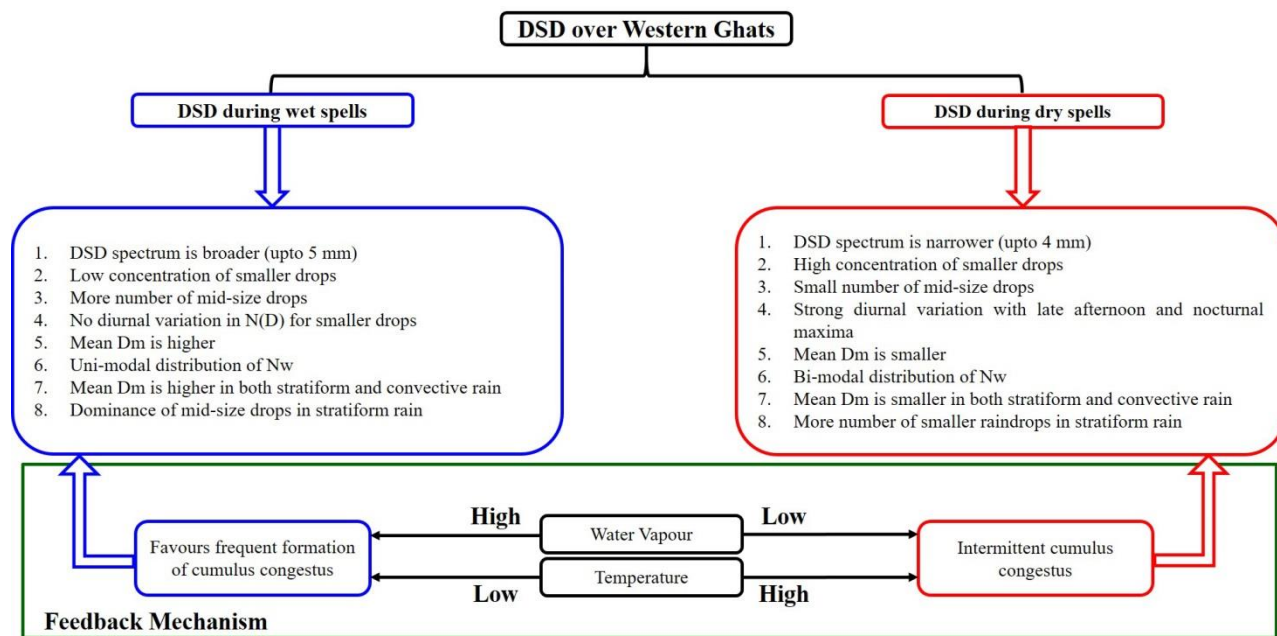 DSD over Western Ghats
DSD during wet spells
DSD during dry spells
1. DSD spectrum is broader (upto 5 mm)
2. Low concentration of smaller drops
3. More number of mid-size drops
4. No diurnal variation in N(D) for smaller drops
5. Mean Dm is higher
6. Uni-modal distribution of Nw
7. Mean Dm is higher in both stratiform and convective rain
8. Dominance of mid-size drops in stratiform rain
1. DSD spectrum is narrower (upto 4 mm)
2. High concentration of smaller drops
3. Small number of mid-size drops
4. Strong diurnal variation with late afternoon and nocturnal
maxima
5. Mean Dm is smaller
6. Bi-modal distribution of Nw
7. Mean Dm is smaller in both stratiform and convective rain
8. More number of smaller raindrops in stratiform rain
Favours frequent formation
of cumulus congestus
High
Water Vapour
Low
Low
Temperature
High
Intermittent cumulus
congestus
Feedback Mechanism